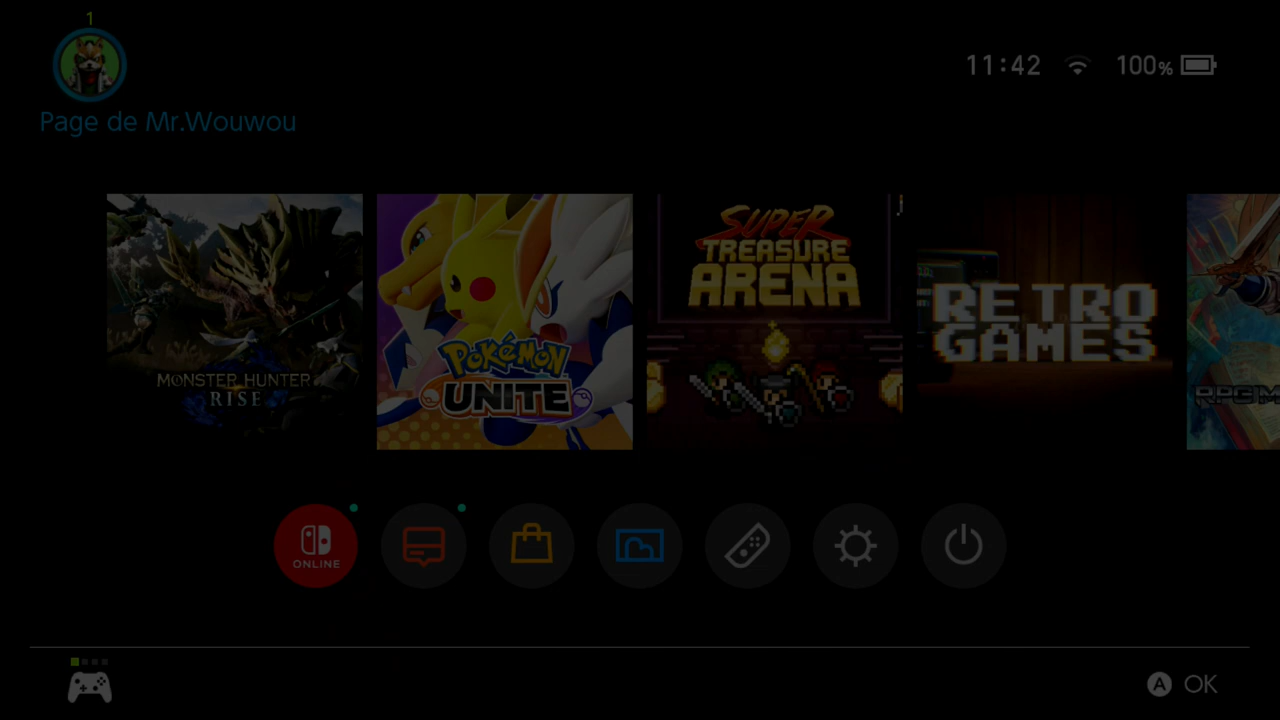 1
11:42 100%
Page de Mr.Wouwou
MONSTER HUNTER
RISE
POKÉMON
UNITE
SUPER
TREASURE
ARENA
RETRO
GAMES
RPG M
ONLINE
A OK